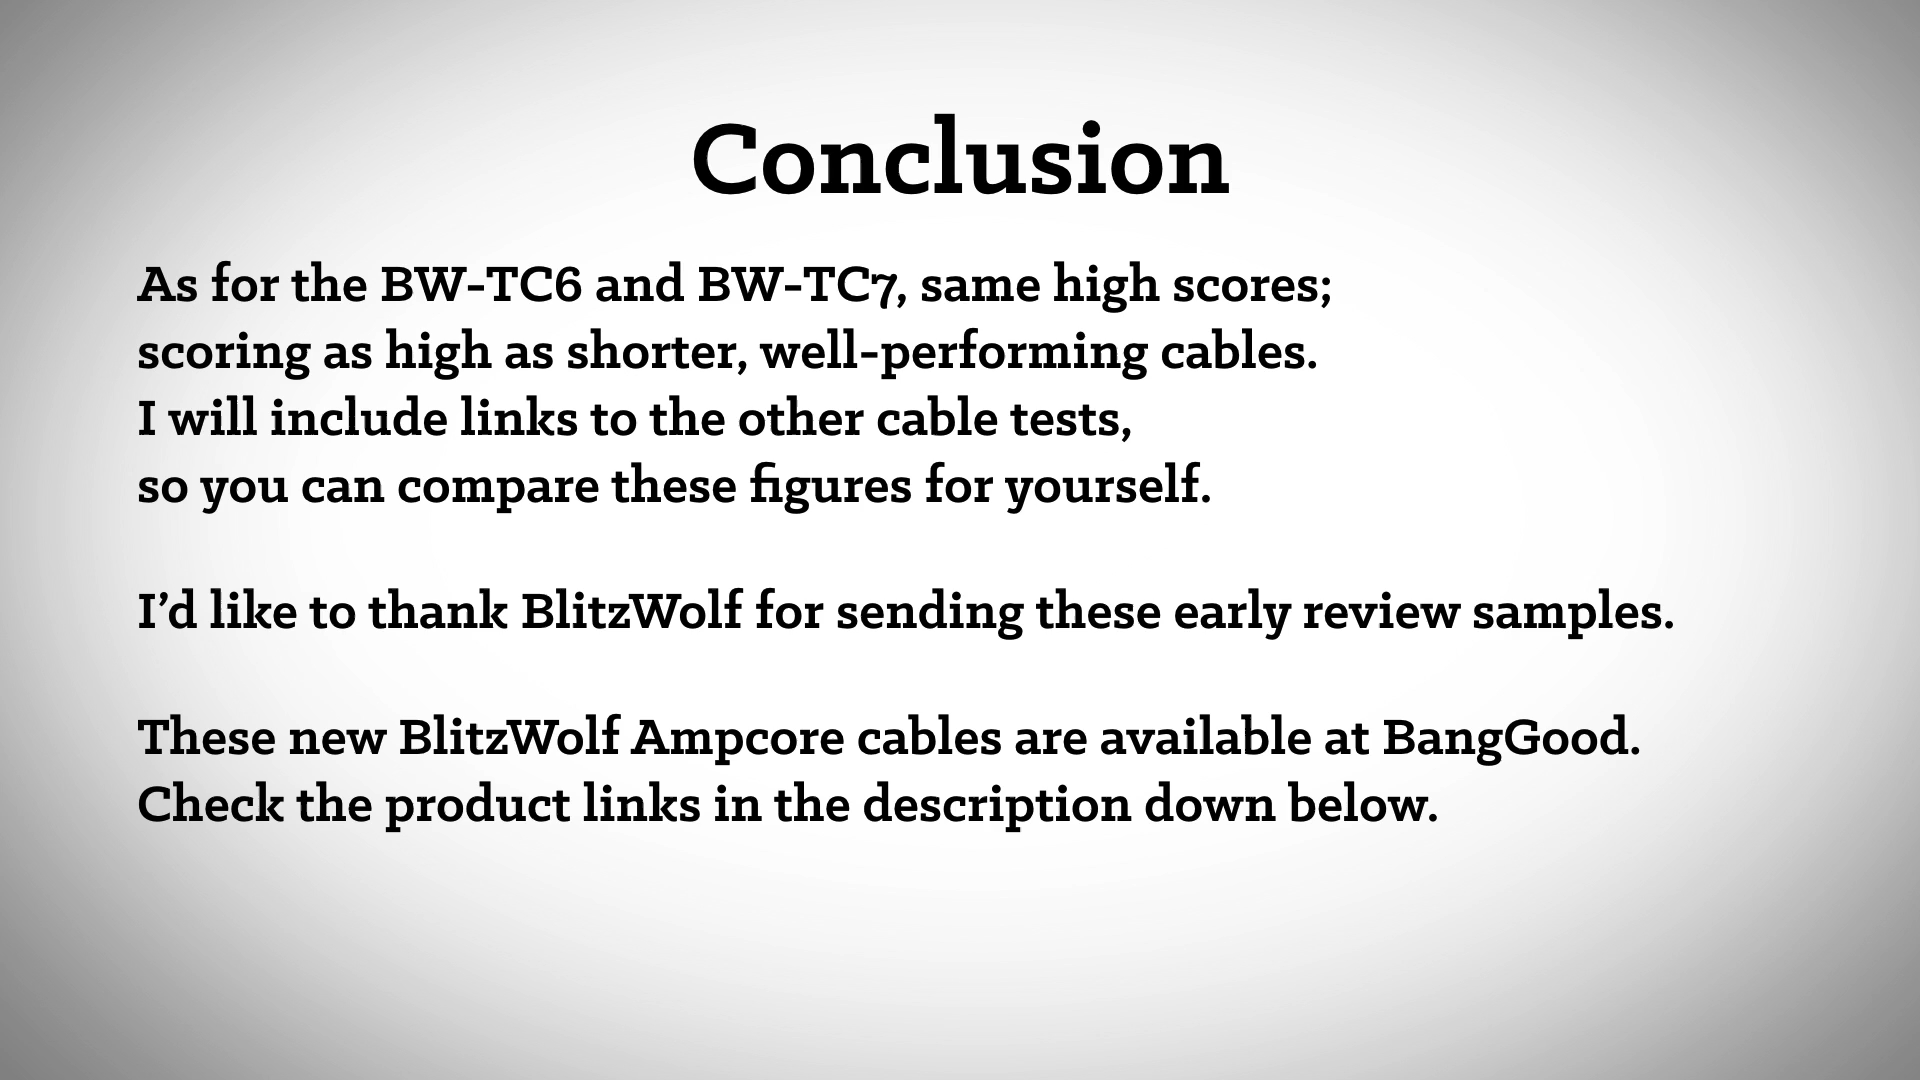 Conclusion
As for the BW-TC6 and BW-TC7, same high scores;
scoring as high as shorter, well-performing cables.
I will include links to the other cable tests,
so you can compare these figures for yourself.
I’d like to thank BlitzWolf for sending these early review samples.
These new BlitzWolf Ampcore cables are available at BangGood.
Check the product links in the description down below.